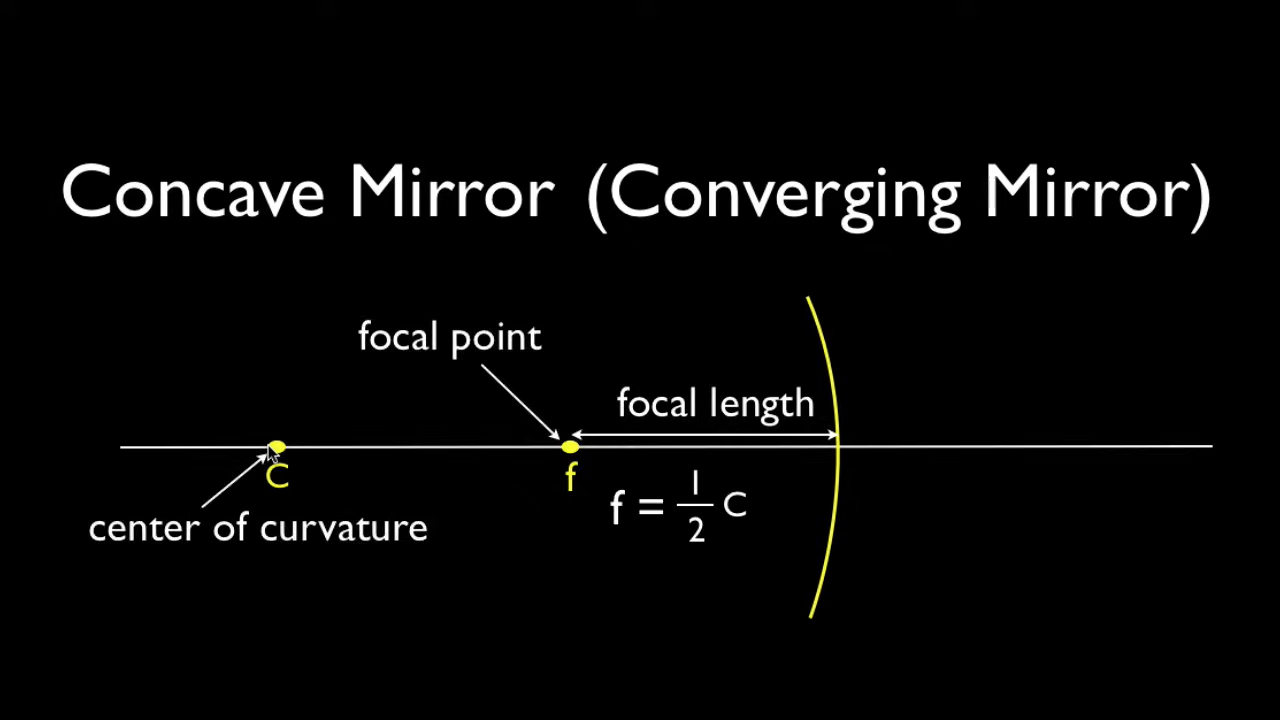 Concave Mirror (Converging Mirror)
focal point
focal length
C
f
f = 1/2 C
center of curvature